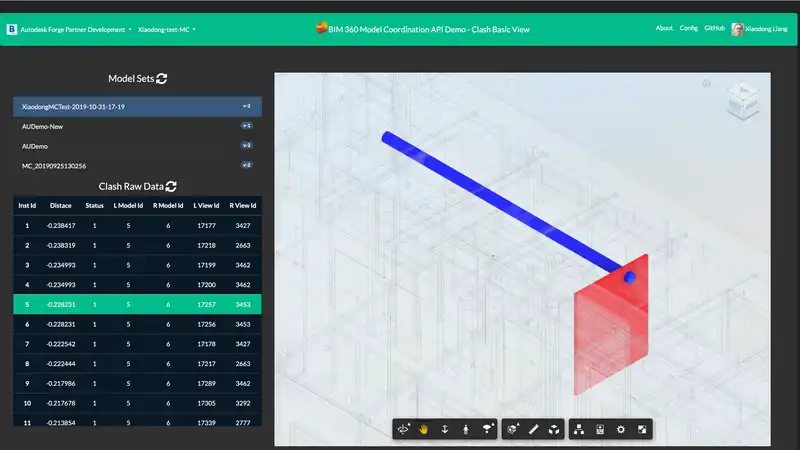 B Autodesk Forge Partner Development Xiaodong-test-MC BIM 360 Model Coordination API Demo - Clash Basic View About Config GitHub Xiaodong Liang
Model Sets
XiaodongMCTest-2019-10-31-17-19 v-2
AUDemo-New v-1
AUDemo v-2
MC_20190925130256 v-2
Clash Raw Data
Inst Id Distace Status L Model Id R Model Id L View Id R View Id
1 -0.238417 1 5 6 17177 3427
2 -0.238319 1 5 6 17218 2663
3 -0.234993 1 5 6 17199 3462
4 -0.234993 1 5 6 17200 3462
5 -0.228231 1 5 6 17257 3453
6 -0.228231 1 5 6 17256 3453
7 -0.222542 1 5 6 17178 3427
8 -0.222444 1 5 6 17217 2663
9 -0.217986 1 5 6 17289 3462
10 -0.217678 1 5 6 17305 3292
11 -0.213854 1 5 6 17339 2777